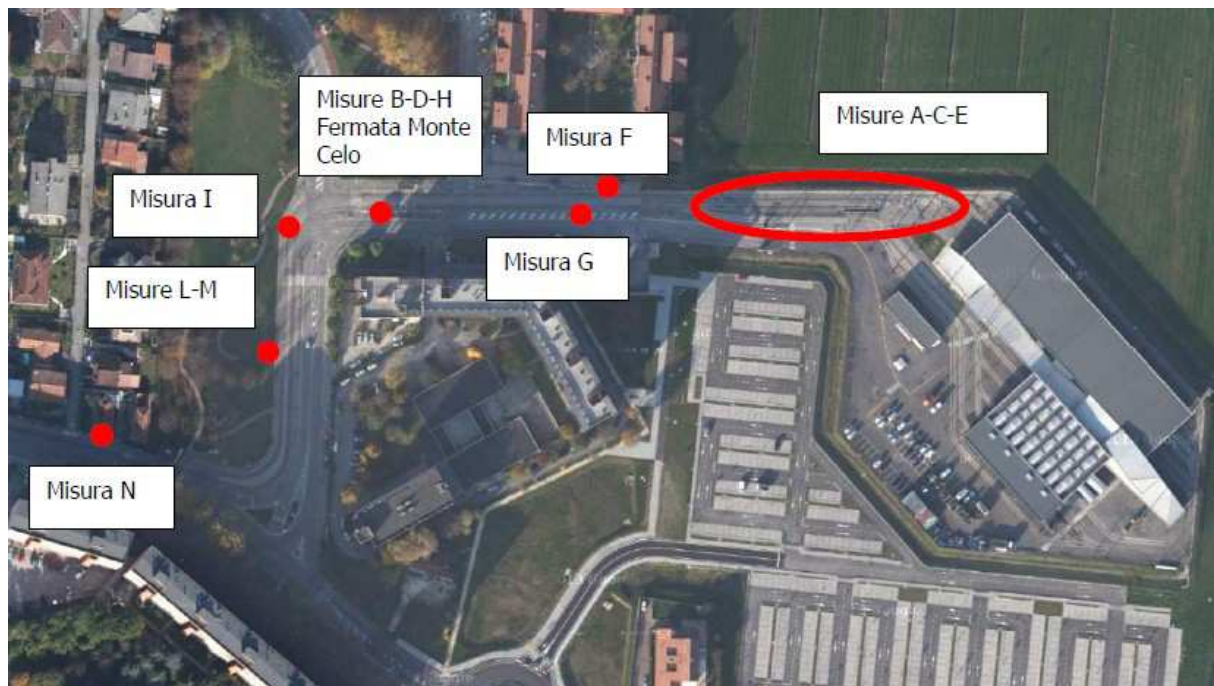 Misure B-D-H
Fermata Monte
Celo
Misura F
Misure A-C-E
Misura I
Misura G
Misure L-M
Misura N